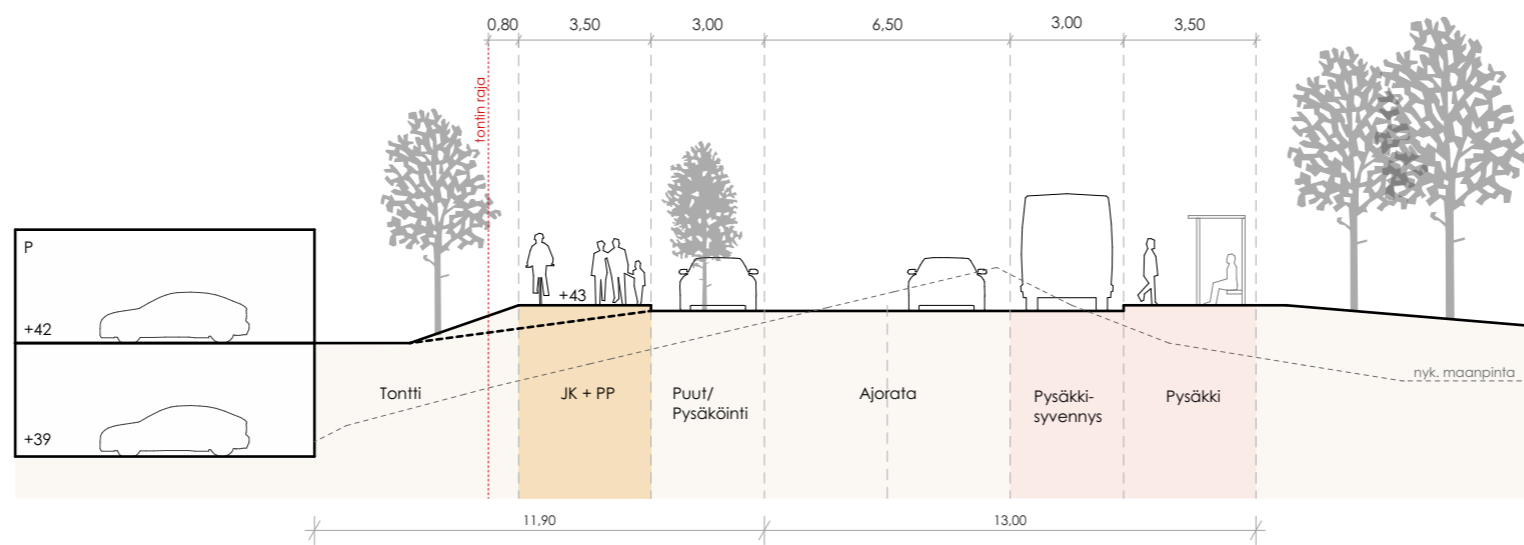 0,80 3,50 3,00 6,50 3,00 3,50
tontin raja
P
+43
+42
nyk. maanpinta
Tontti JK + PP Puut/ Ajorata Pysäkki- Pysäkki
Pysäköinti syvennys
+39
11,90 13,00